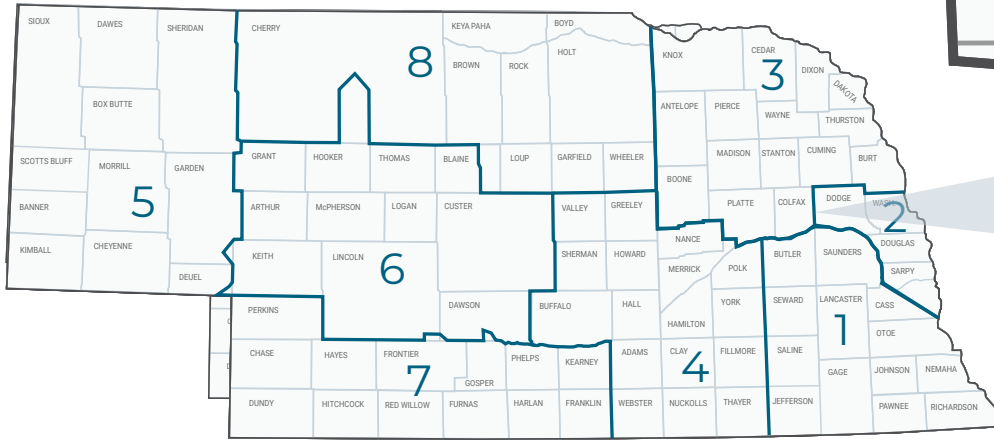 SIOUX
DAWES
SHERIDAN
CHERRY
KEYA PAHA
BOYD
HOLT
BROWN
ROCK
8
KNOX
CEDAR
3
DIXON
DAKOTA
BOX BUTTE
ANTELOPE
PIERCE
WAYNE
THURSTON
SCOTTS BLUFF
MORRILL
GARDEN
GRANT
HOOKER
THOMAS
BLAINE
LOUP
GARFIELD
WHEELER
MADISON
STANTON
CUMING
BURT
BOONE
BANNER
5
ARTHUR
McPHERSON
LOGAN
CUSTER
VALLEY
GREELEY
PLATTE
COLFAX
DODGE
2
KIMBALL
CHEYENNE
DEUEL
KEITH
LINCOLN
6
SHERMAN
HOWARD
NANCE
MERRICK
POLK
BUTLER
SAUNDERS
DOUGLAS
SARPY
PERKINS
DAWSON
BUFFALO
HALL
HAMILTON
YORK
SEWARD
LANCASTER
CASS
1
OTOE
CHASE
HAYES
FRONTIER
7
GOSPER
PHELPS
KEARNEY
ADAMS
CLAY
4
FILLMORE
SALINE
GAGE
JOHNSON
NEMAHA
DUNDY
HITCHCOCK
RED WILLOW
FURNAS
HARLAN
FRANKLIN
WEBSTER
NUCKOLLS
THAYER
JEFFERSON
PAWNEE
RICHARDSON